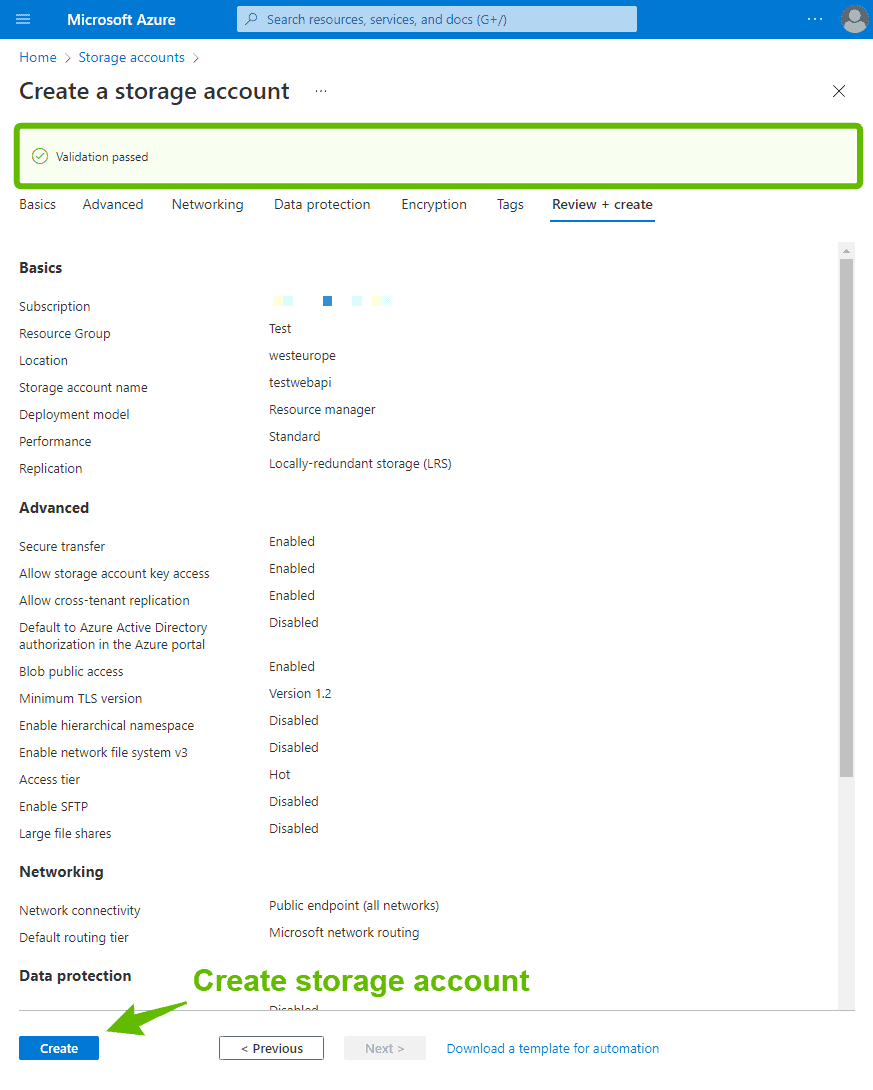 Microsoft Azure
Search resources, services, and docs (G+/)
Home > Storage accounts >
Create a storage account ...
Validation passed
Basics Advanced Networking Data protection Encryption Tags Review + create
Basics
Subscription
Resource Group Test
Location westeurope
Storage account name testwebapi
Deployment model Resource manager
Performance Standard
Replication Locally-redundant storage (LRS)
Advanced
Secure transfer Enabled
Allow storage account key access Enabled
Allow cross-tenant replication Enabled
Default to Azure Active Directory Disabled
authorization in the Azure portal
Blob public access Enabled
Minimum TLS version Version 1.2
Enable hierarchical namespace Disabled
Enable network file system v3 Disabled
Access tier Hot
Enable SFTP Disabled
Large file shares Disabled
Networking
Network connectivity Public endpoint (all networks)
Default routing tier Microsoft network routing
Data protection
Create storage account
Disabled
Create < Previous Next > Download a template for automation